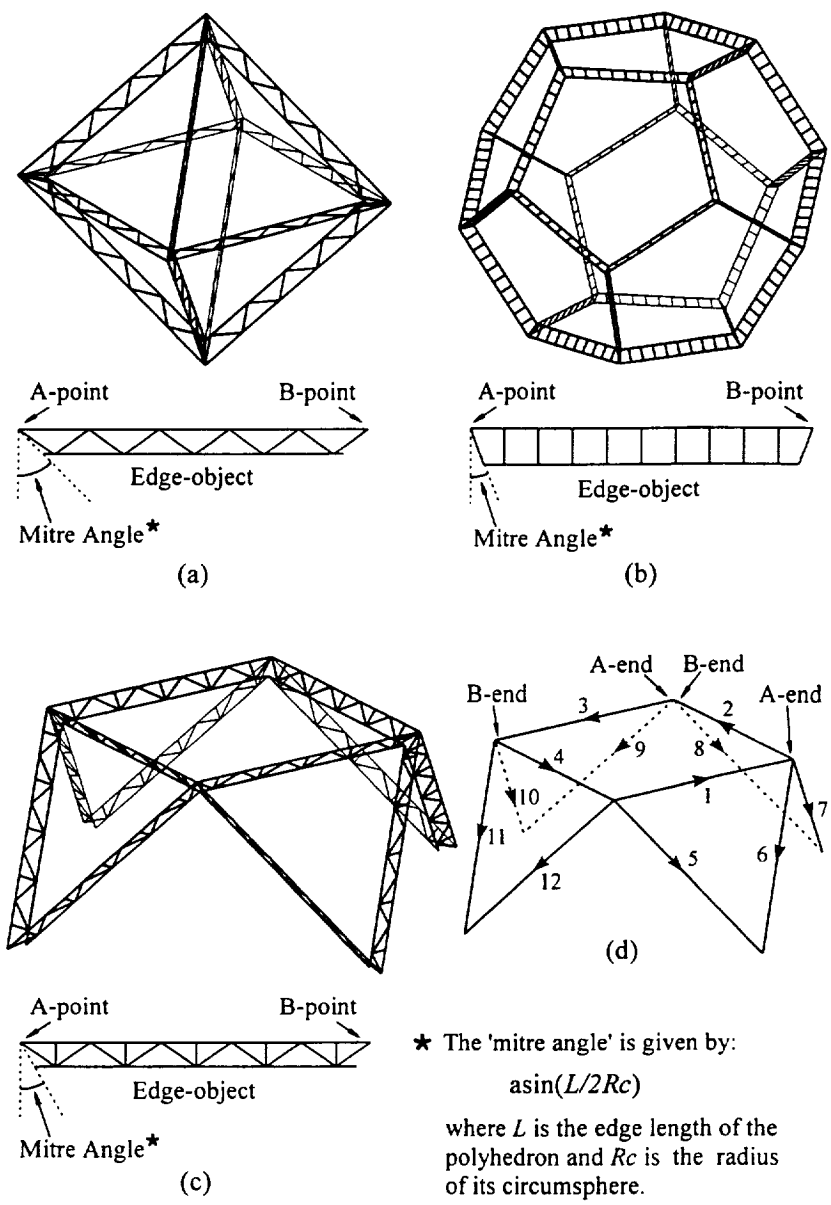 A-point
B-point
Edge-object
Mitre Angle★
(a)
A-point
B-point
Edge-object
Mitre Angle★
(b)
A-point
B-point
Edge-object
Mitre Angle★
(c)
B-end
A-end
B-end
A-end
3
2
4
9
8
10
1
7
11
6
5
12
(d)
★ The 'mitre angle' is given by:
asin(L/2Rc)
where L is the edge length of the
polyhedron and Rc is the radius
of its circumsphere.